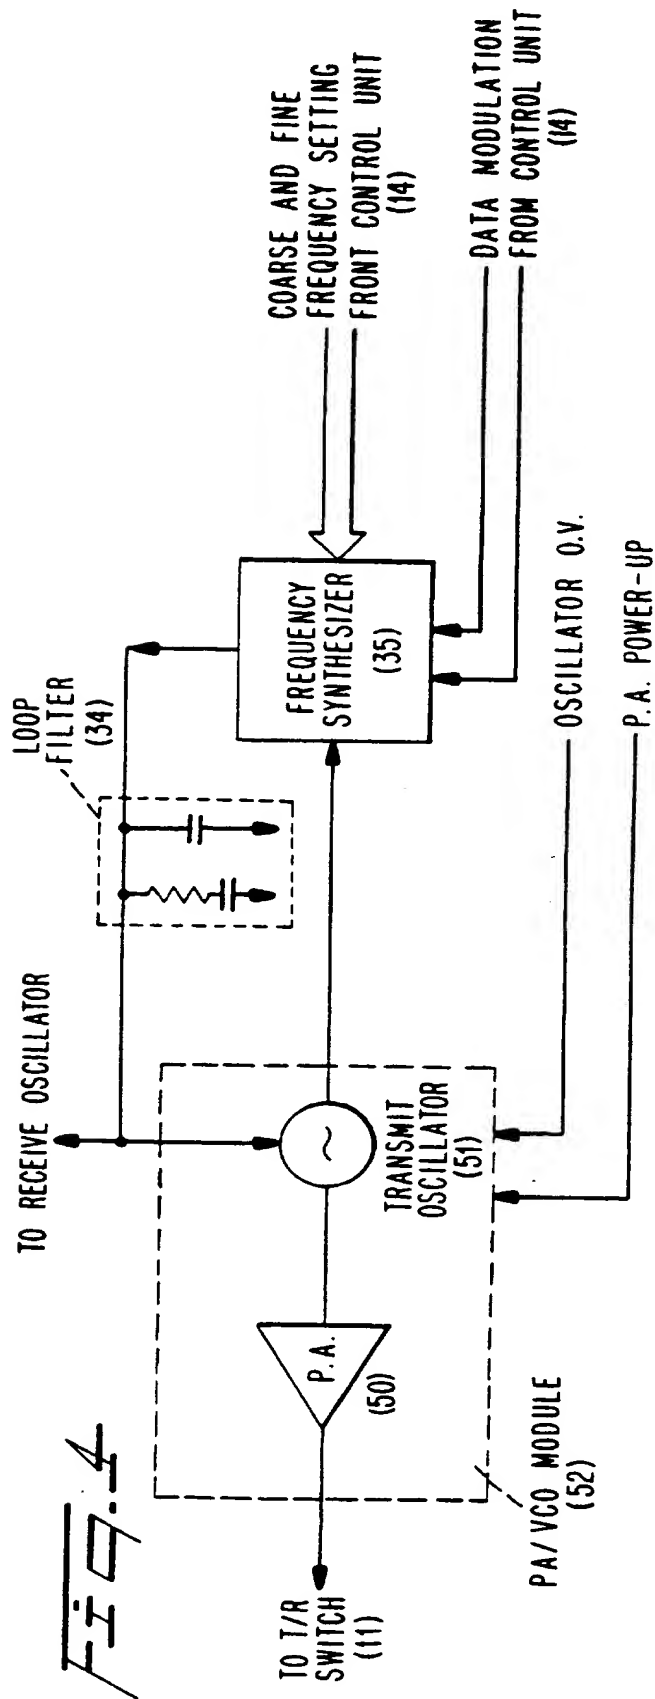 Fig. 4
TO RECEIVE OSCILLATOR
LOOP
FILTER
(34)
COARSE AND FINE
FREQUENCY SETTING
FRONT CONTROL UNIT
(14)
FREQUENCY
SYNTHESIZER
(35)
DATA MODULATION
FROM CONTROL UNIT
(14)
TO T/R
SWITCH
(11)
P.A.
(50)
~
TRANSMIT
OSCILLATOR
(51)
OSCILLATOR O.V.
P.A. POWER-UP
PA/VCO MODULE
(52)